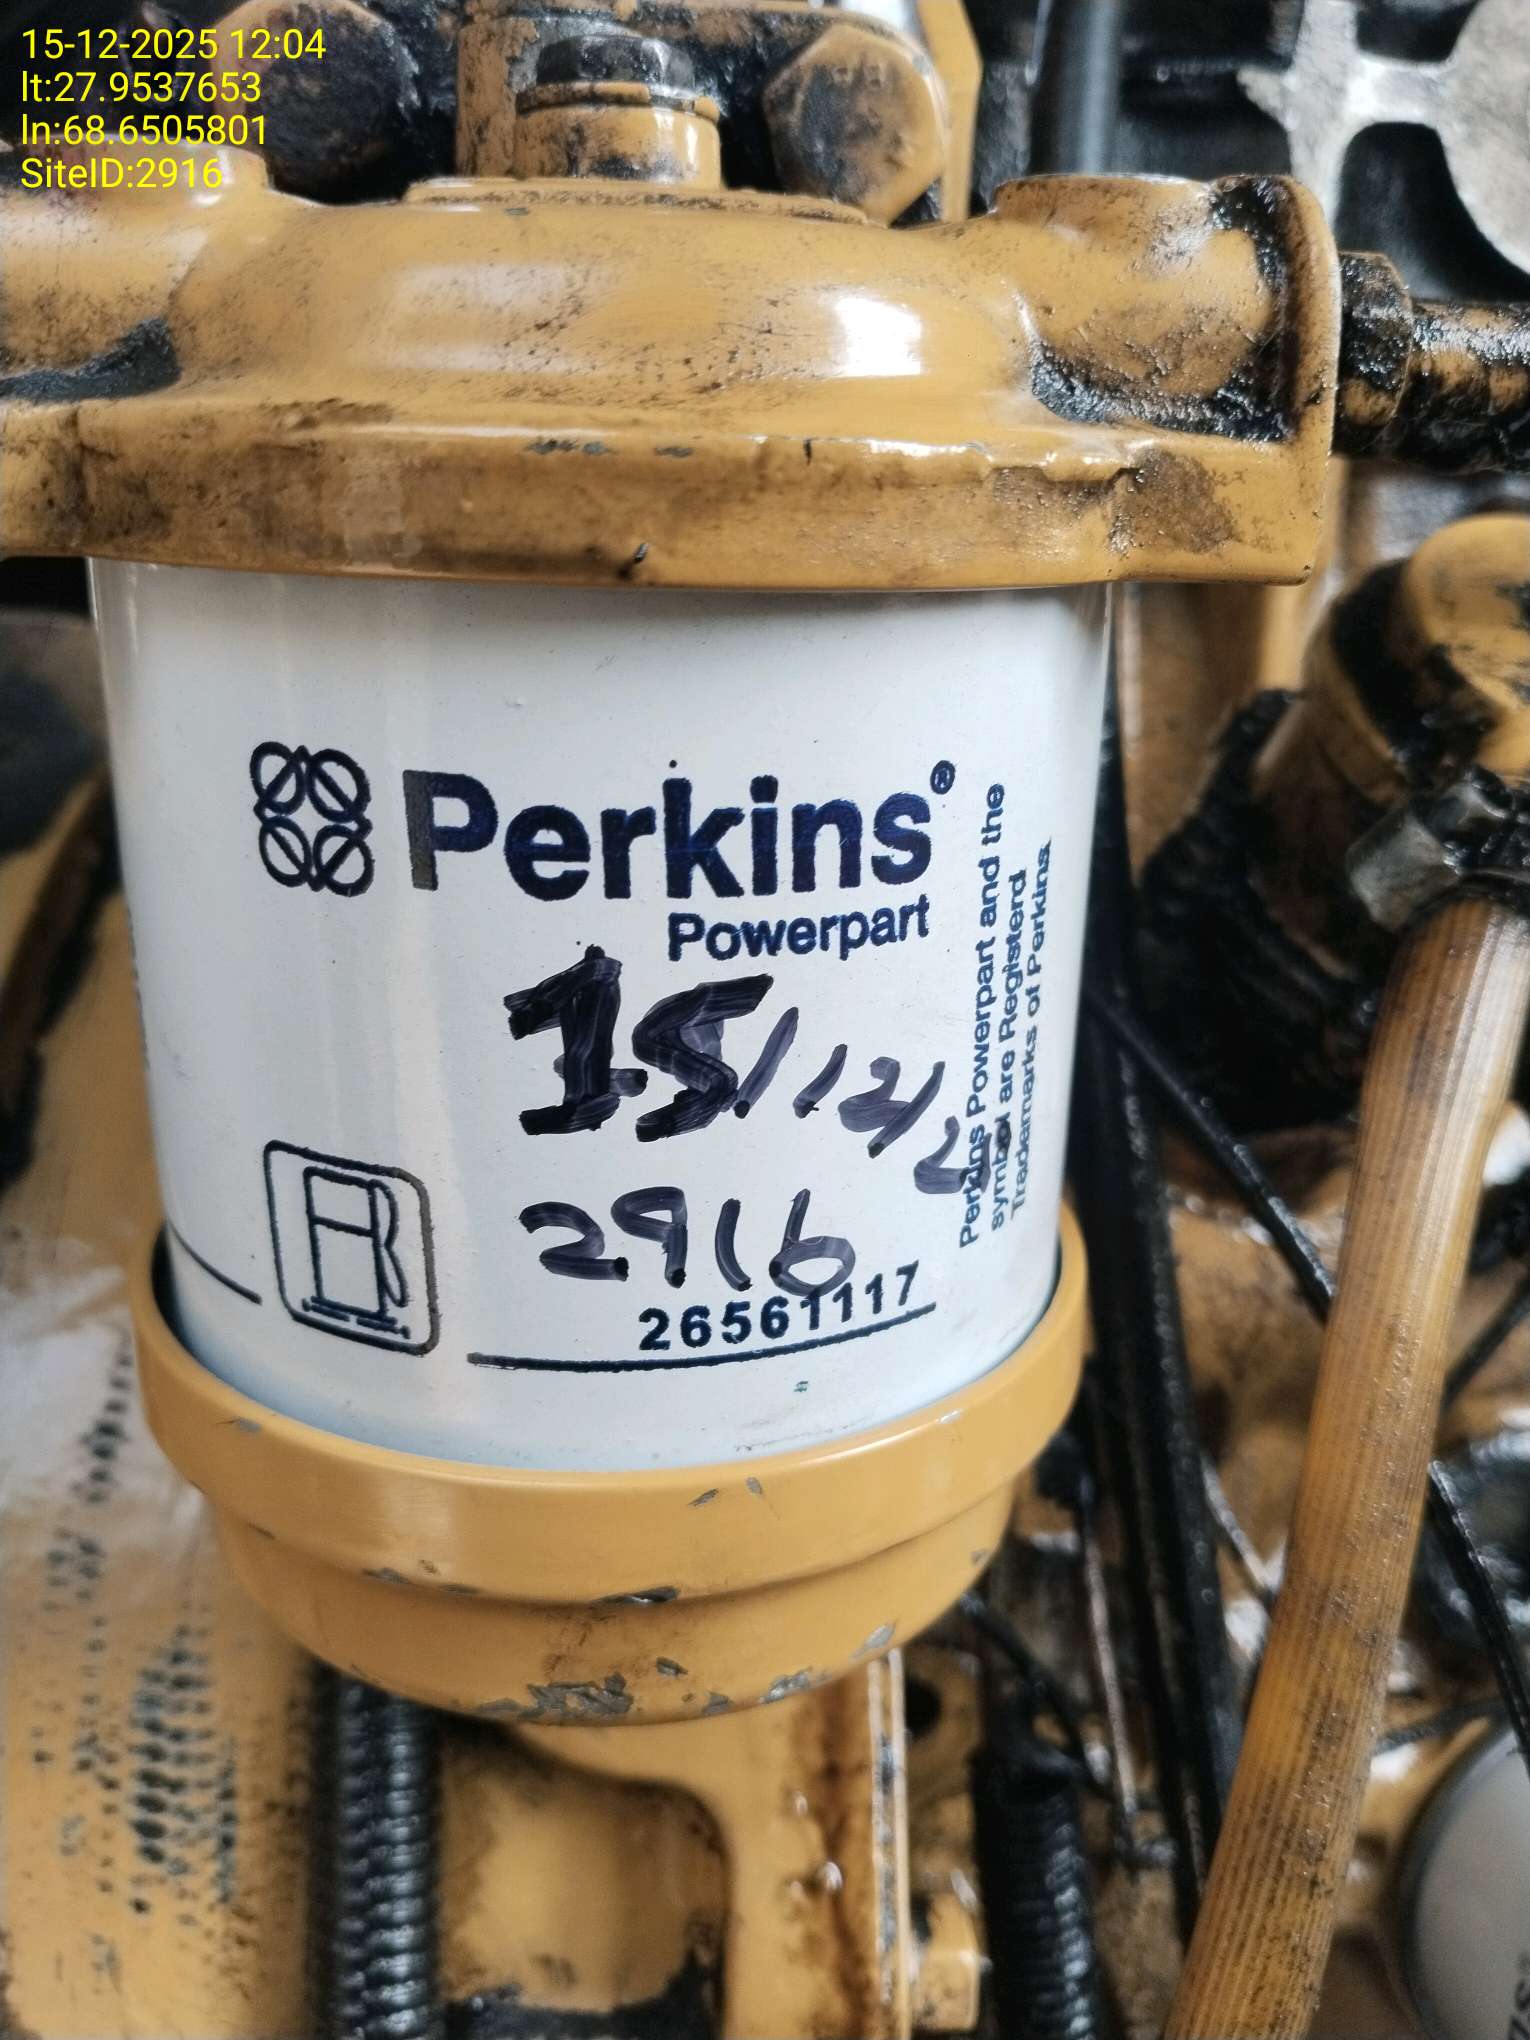 15-12-2025 12:04
lt:27.9537653
ln:68.6505801
SiteID:2916
Perkins®
Powerpart
Perkins Powerpart and the
symbol are Registerd
Trademarks of Perkins
15/12/2
2916
26561117